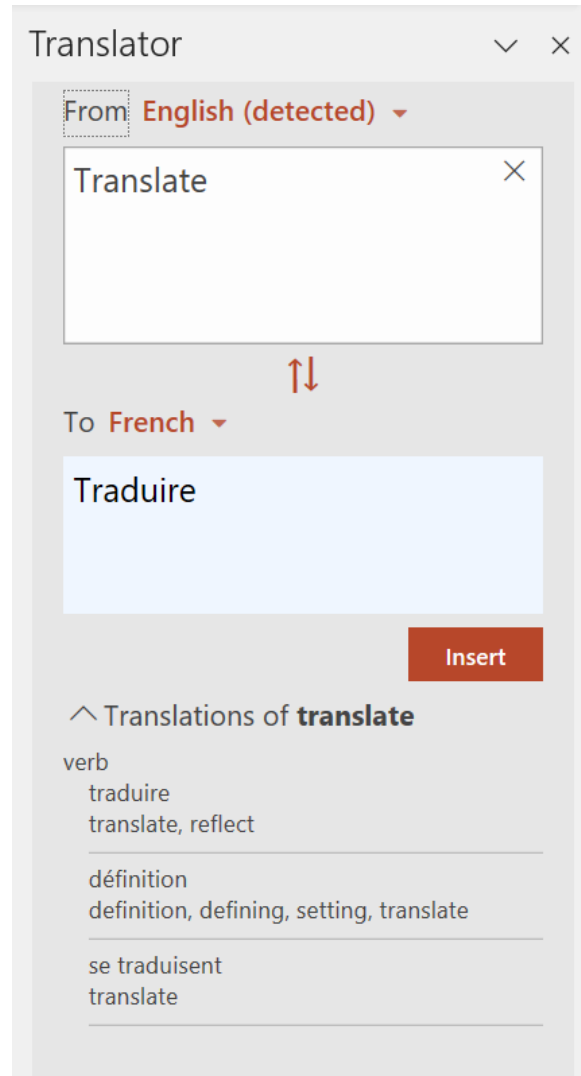 Translator
From English (detected)
Translate
To French
Traduire
Insert
Translations of translate
verb
traduire
translate, reflect
définition
definition, defining, setting, translate
se traduisent
translate